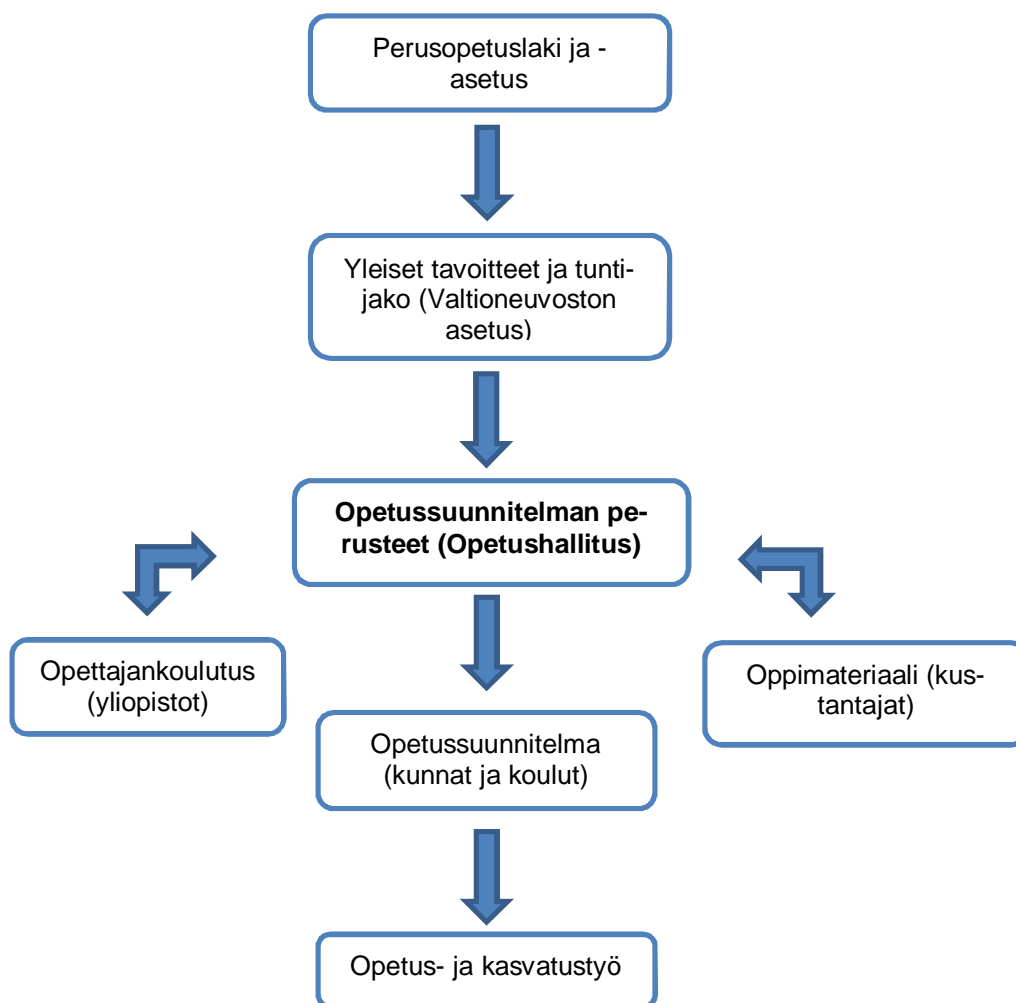 Perusopetuslaki ja -
asetus
Yleiset tavoitteet ja tunti-
jako (Valtioneuvoston
asetus)
Opetussuunnitelman pe-
rusteet (Opetushallitus)
Opettajankoulutus
(yliopistot)
Oppimateriaali (kus-
tantajat)
Opetussuunnitelma
(kunnat ja koulut)
Opetus- ja kasvatustyö